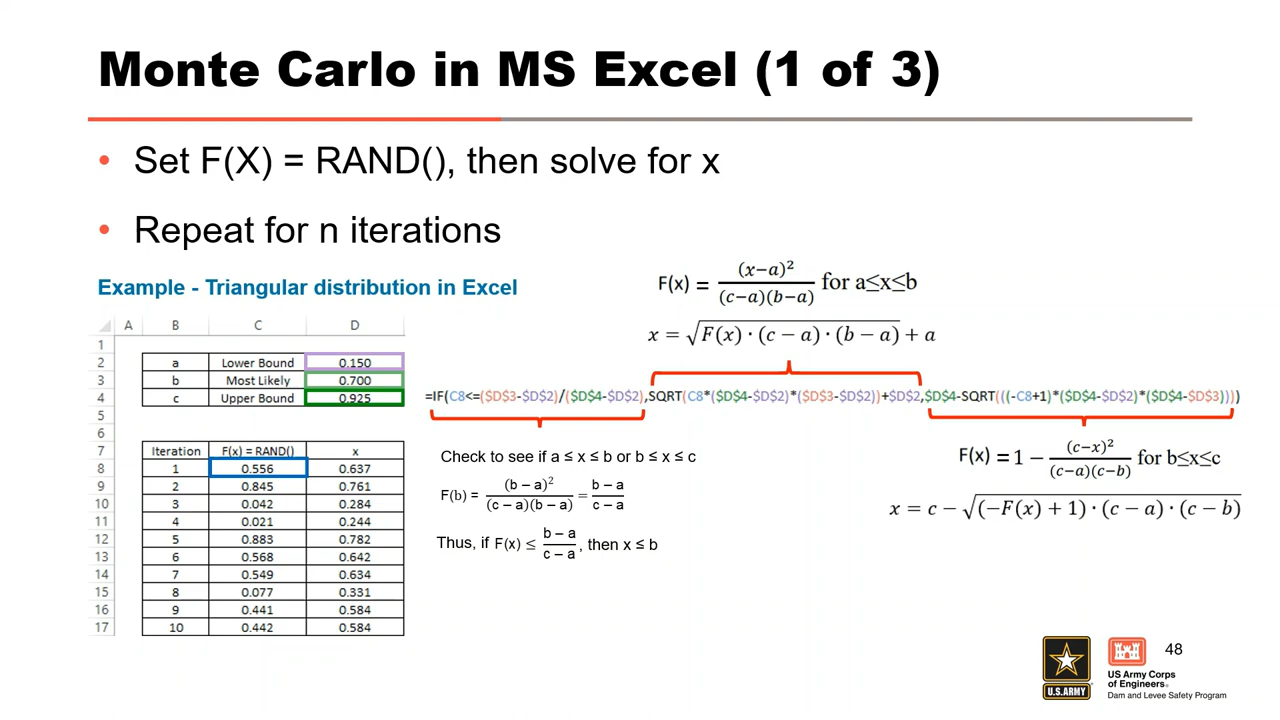 Monte Carlo in MS Excel (1 of 3)
• Set F(X) = RAND(), then solve for x
• Repeat for n iterations
Example - Triangular distribution in Excel
A B C D
1
2 a Lower Bound 0.150
3 b Most Likely 0.700
4 c Upper Bound 0.925
5
6
7 Iteration F(x) = RAND() x
8 1 0.556 0.637
9 2 0.845 0.761
10 3 0.042 0.284
11 4 0.021 0.244
12 5 0.883 0.782
13 6 0.568 0.642
14 7 0.549 0.634
15 8 0.077 0.331
16 9 0.441 0.584
17 10 0.442 0.584
F(x) = (x−a)² / (c−a)(b−a) for a≤x≤b
x = √F(x) · (c − a) · (b − a) + a
=IF(C8<=($D$3-$D$2)/($D$4-$D$2),SQRT(C8*($D$4-$D$2)*($D$3-$D$2))+$D$2,$D$4-SQRT(((-C8+1)*($D$4-$D$2)*($D$4-$D$3))))
Check to see if a ≤ x ≤ b or b ≤ x ≤ c
F(b) = (b − a)² / (c − a)(b − a) = b − a / c − a
Thus, if F(x) ≤ b − a / c − a , then x ≤ b
F(x) = 1 − (c−x)² / (c−a)(c−b) for b≤x≤c
x = c − √(−F(x) + 1) · (c − a) · (c − b)
U.S.ARMY
US Army Corps
of Engineers®
Dam and Levee Safety Program
48